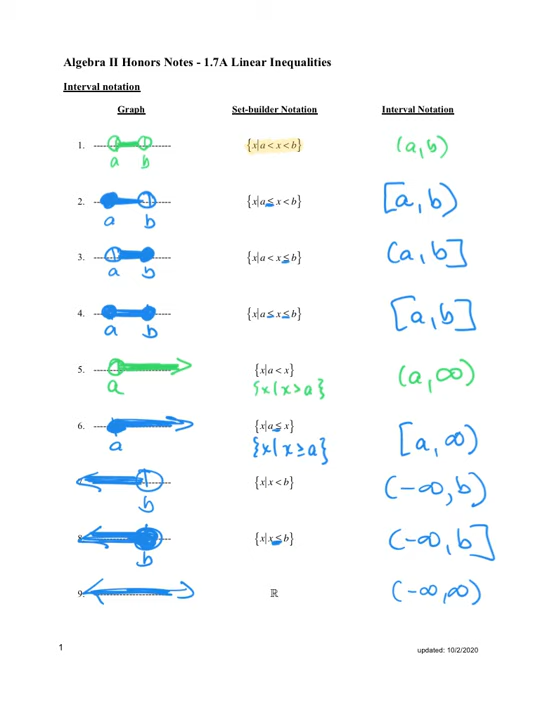 Algebra II Honors Notes - 1.7A Linear Inequalities
Interval notation
Graph Set-builder Notation Interval Notation
1. a b {x|a < x < b} (a, b)
2. a b {x|a ≤ x < b} [a, b)
3. a b {x|a < x ≤ b} (a, b]
4. a b {x|a ≤ x ≤ b} [a, b]
5. a {x|a < x} (a, ∞)
{x|x > a}
6. a {x|a ≤ x} [a, ∞)
{x|x ≥ a}
7. b {x|x < b} (-∞, b)
8. b {x|x ≤ b} (-∞, b]
9. ℝ (-∞, ∞)
1 updated: 10/2/2020